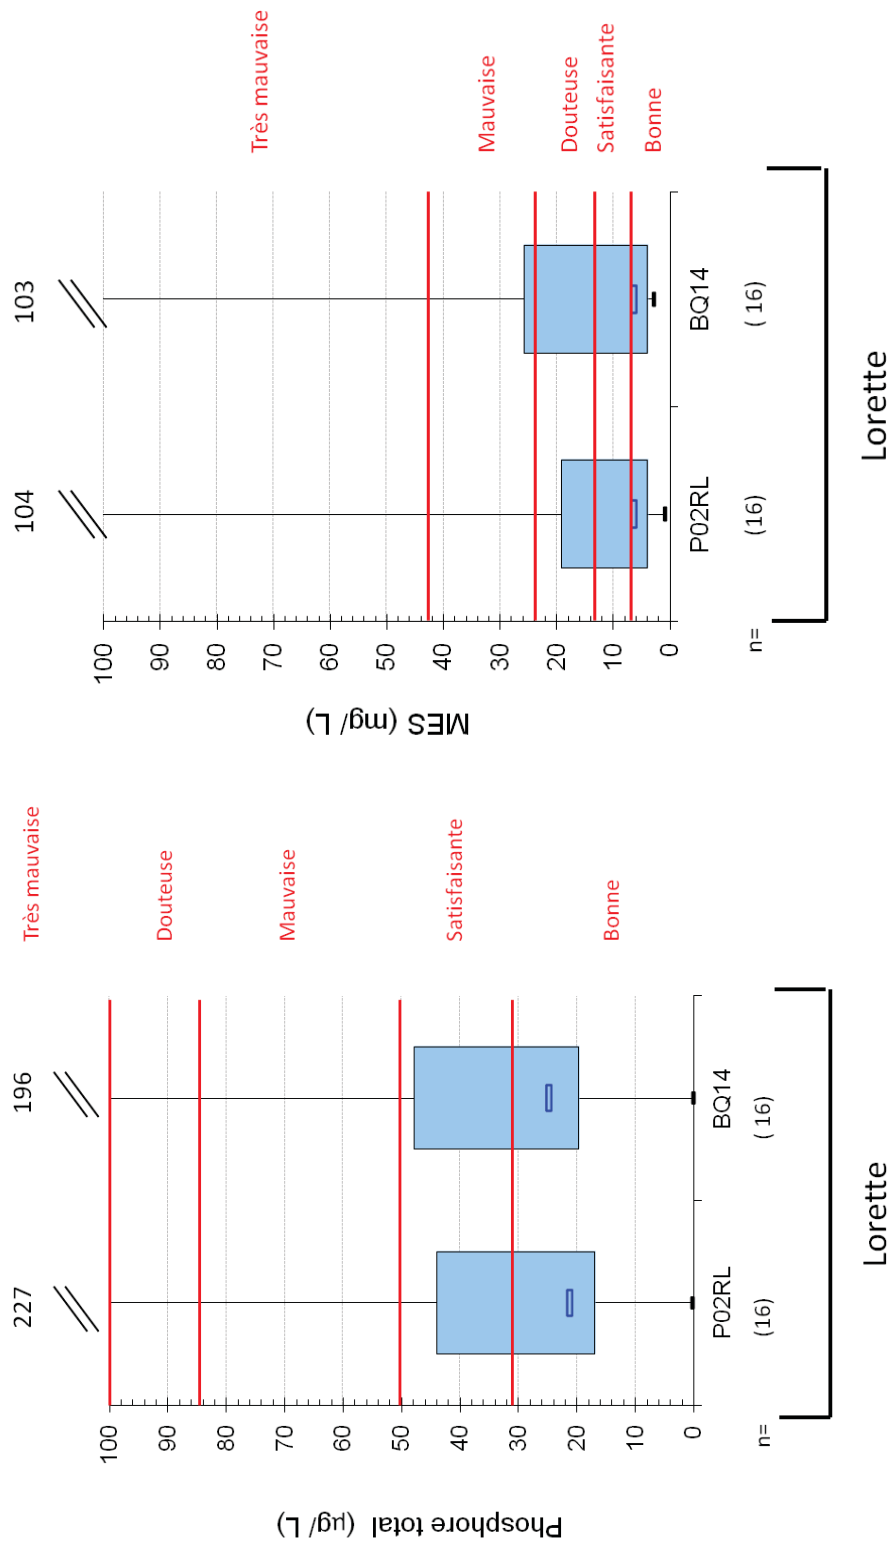 Très mauvaise
Douteuse
Mauvaise
Satisfaisante
Bonne
227
196
100
90
80
70
60
50
40
30
20
10
0
Phosphore total (µg/ L)
P02RL
BQ14
n=
(16)
( 16)
Lorette
Très mauvaise
Mauvaise
Douteuse
Satisfaisante
Bonne
104
103
100
90
80
70
60
50
40
30
20
10
0
MES (mg/ L)
P02RL
BQ14
n=
(16)
( 16)
Lorette